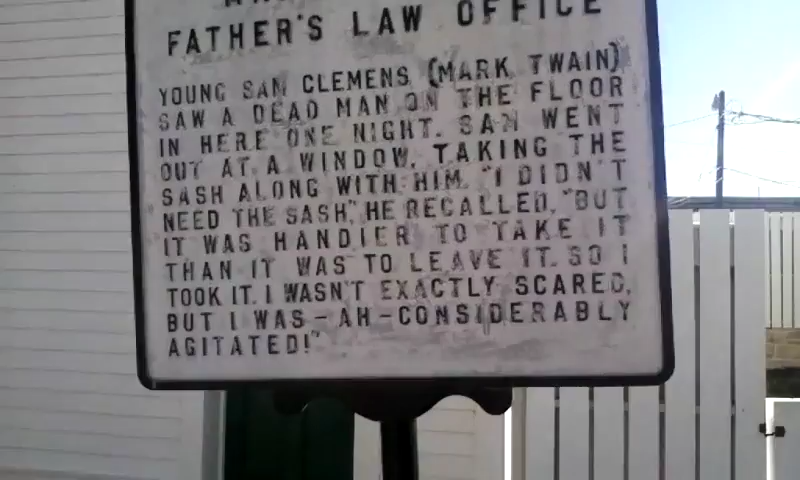 FATHER'S LAW OFFICE
YOUNG SAM CLEMENS (MARK TWAIN)
SAW A DEAD MAN ON THE FLOOR
IN HERE ONE NIGHT. SAM WENT
OUT AT A WINDOW, TAKING THE
SASH ALONG WITH HIM. "I DIDN'T
NEED THE SASH," HE RECALLED, "BUT
IT WAS HANDIER TO TAKE IT
THAN IT WAS TO LEAVE IT. SO I
TOOK IT. I WASN'T EXACTLY SCARED,
BUT I WAS-AH-CONSIDERABLY
AGITATED!"